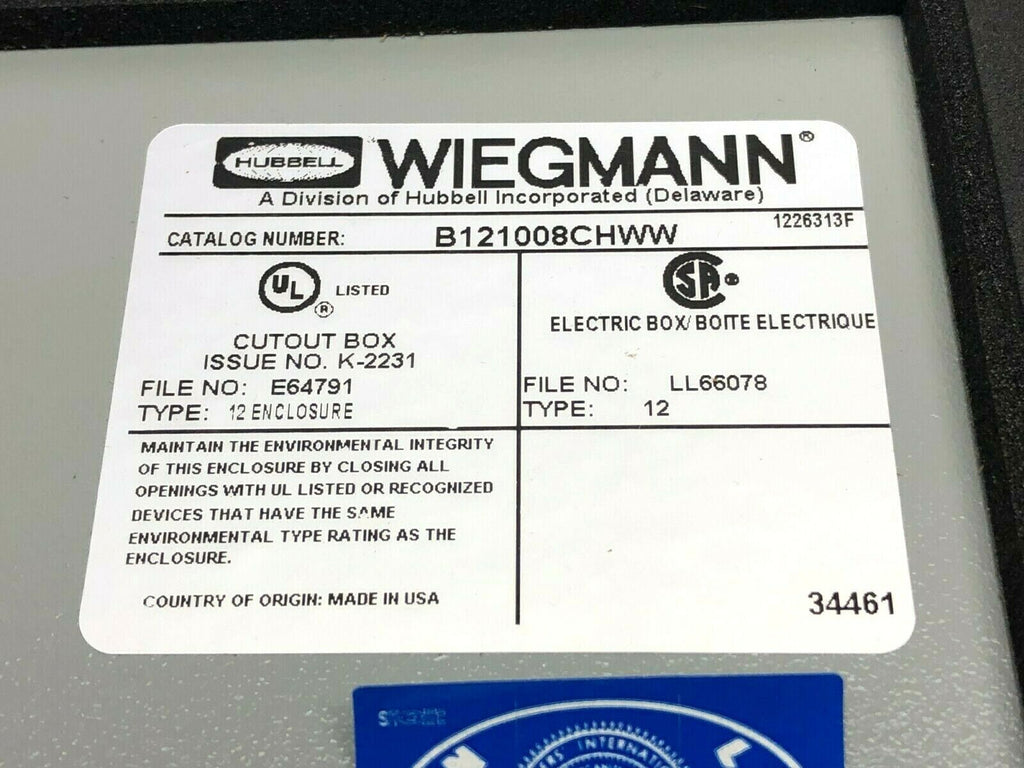 HUBBELL WIEGMANN®
A Division of Hubbell Incorporated (Delaware)
1226313F
CATALOG NUMBER: B121008CHWW
UL ® LISTED
CUTOUT BOX
ISSUE NO. K-2231
FILE NO: E64791
TYPE: 12 ENCLOSURE
SA
ELECTRIC BOX/ BOITE ELECTRIQUE
FILE NO: LL66078
TYPE: 12
MAINTAIN THE ENVIRONMENTAL INTEGRITY
OF THIS ENCLOSURE BY CLOSING ALL
OPENINGS WITH UL LISTED OR RECOGNIZED
DEVICES THAT HAVE THE SAME
ENVIRONMENTAL TYPE RATING AS THE
ENCLOSURE.
COUNTRY OF ORIGIN: MADE IN USA
34461
N L